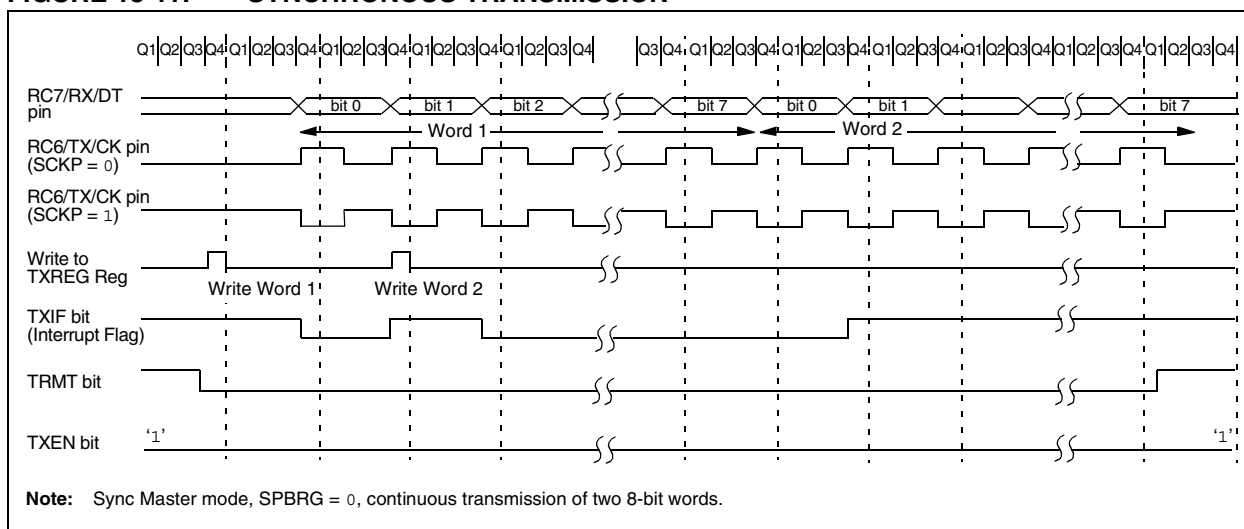 FIGURE 18-11: SYNCHRONOUS TRANSMISSION
Q1 Q2 Q3 Q4 Q1 Q2 Q3 Q4 Q1 Q2 Q3 Q4 Q1 Q2 Q3 Q4 Q1 Q2 Q3 Q4 Q3 Q4 Q1 Q2 Q3 Q4 Q1 Q2 Q3 Q4 Q1 Q2 Q3 Q4 Q1 Q2 Q3 Q4 Q1 Q2 Q3 Q4 Q1 Q2 Q3 Q4
RC7/RX/DT
pin
bit 0 bit 1 bit 2 bit 7 bit 0 bit 1 bit 7
Word 1 Word 2
RC6/TX/CK pin
(SCKP = 0)
RC6/TX/CK pin
(SCKP = 1)
Write to
TXREG Reg
Write Word 1 Write Word 2
TXIF bit
(Interrupt Flag)
TRMT bit
TXEN bit
‘1’ ‘1’
Note: Sync Master mode, SPBRG = 0, continuous transmission of two 8-bit words.